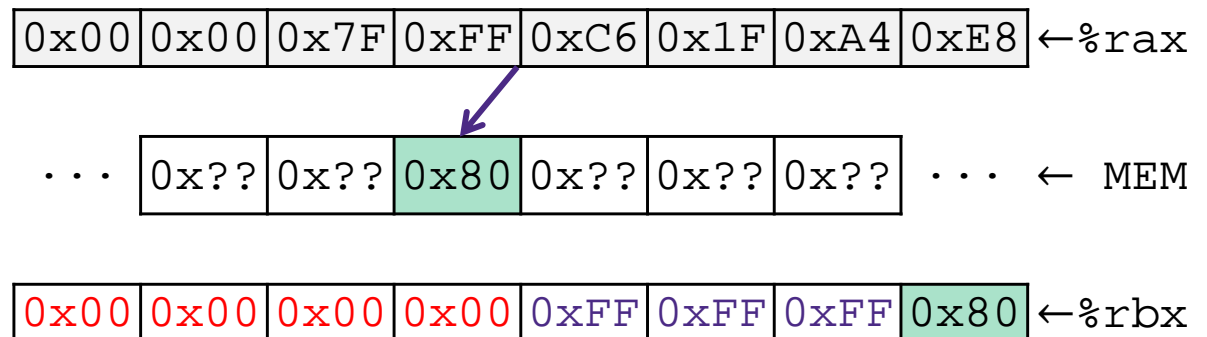 0x00 0x00 0x7F 0xFF 0xC6 0x1F 0xA4 0xE8 ←%rax
··· 0x?? 0x?? 0x80 0x?? 0x?? 0x?? ··· ← MEM
0x00 0x00 0x00 0x00 0xFF 0xFF 0xFF 0x80 ←%rbx